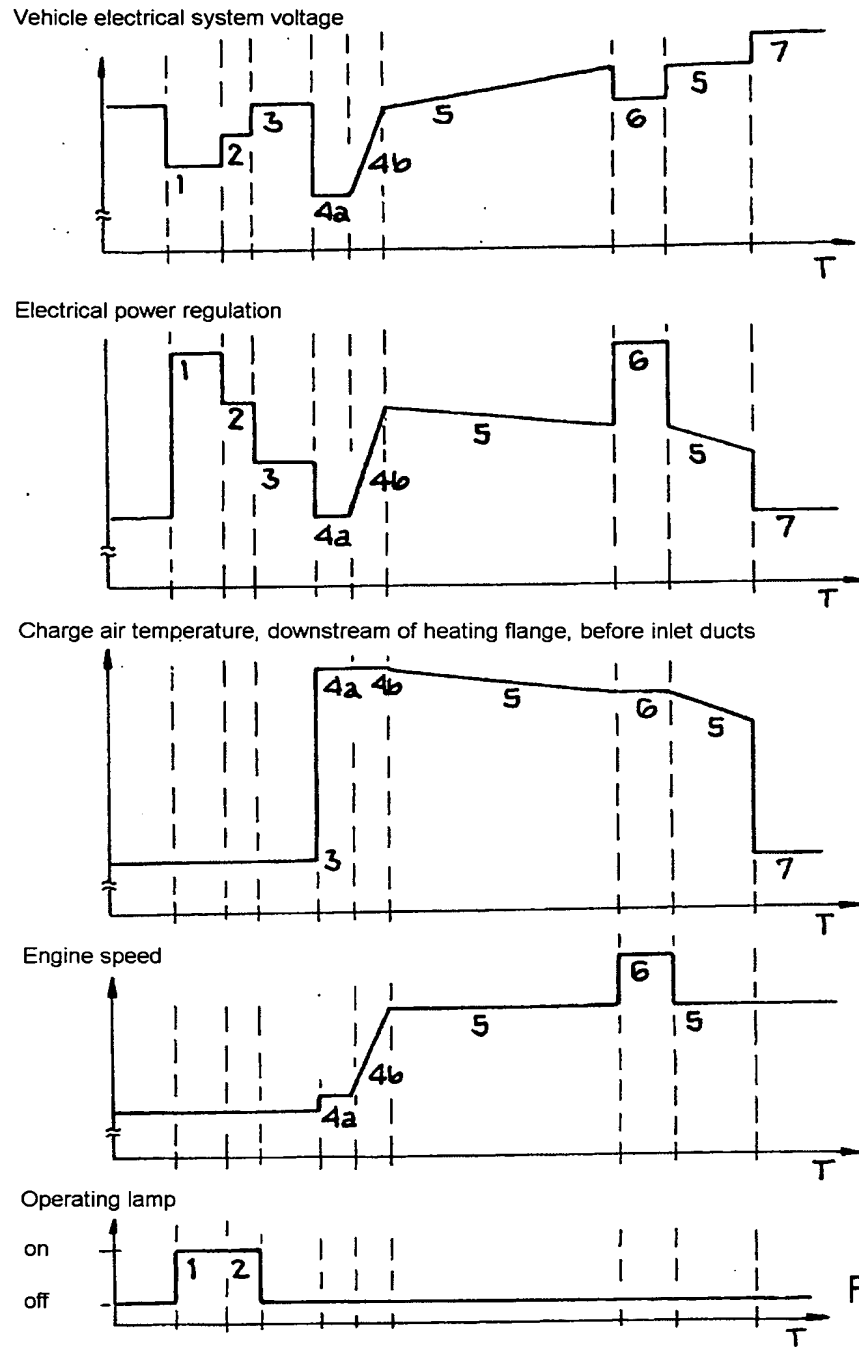 Vehicle electrical system voltage
1
2
3
4a
4b
5
6
5
7
T
Electrical power regulation
1
2
3
4a
4b
5
6
5
7
T
Charge air temperature, downstream of heating flange, before inlet ducts
3
4a
4b
5
6
5
7
T
Engine speed
4a
4b
5
6
5
T
Operating lamp
on
1
2
off
F
T